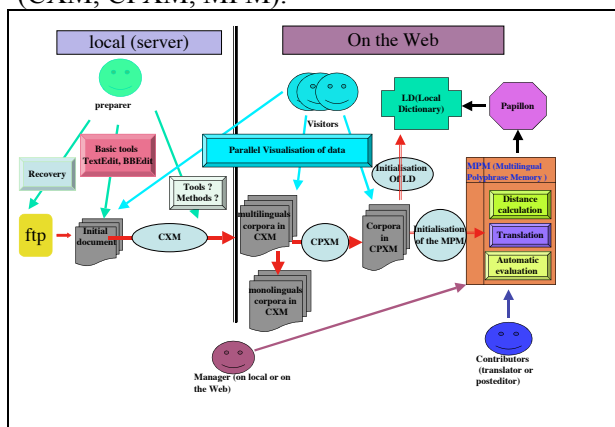 (CXM, CPXM, MPM).
local (server)
On the Web
preparer
Visitors
LD(Local
Dictionary)
Papillon
Basic tools
TextEdit, BBEdit
Recovery
Tools ?
Methods ?
Parallel Visualisation of data
Initialisation
Of LD
MPM (Multilingual
Polyphrase Memory )
Distance
calculation
Translation
Automatic
evaluation
ftp
Initial
document
CXM
multilinguals
corpora in
CXM
CPXM
Corpora
in
CPXM
Initialisation
of the MPM
monolinguals
corpora in
CXM
Manager (on local or on
the Web)
Contributors
(translator or
posteditor)